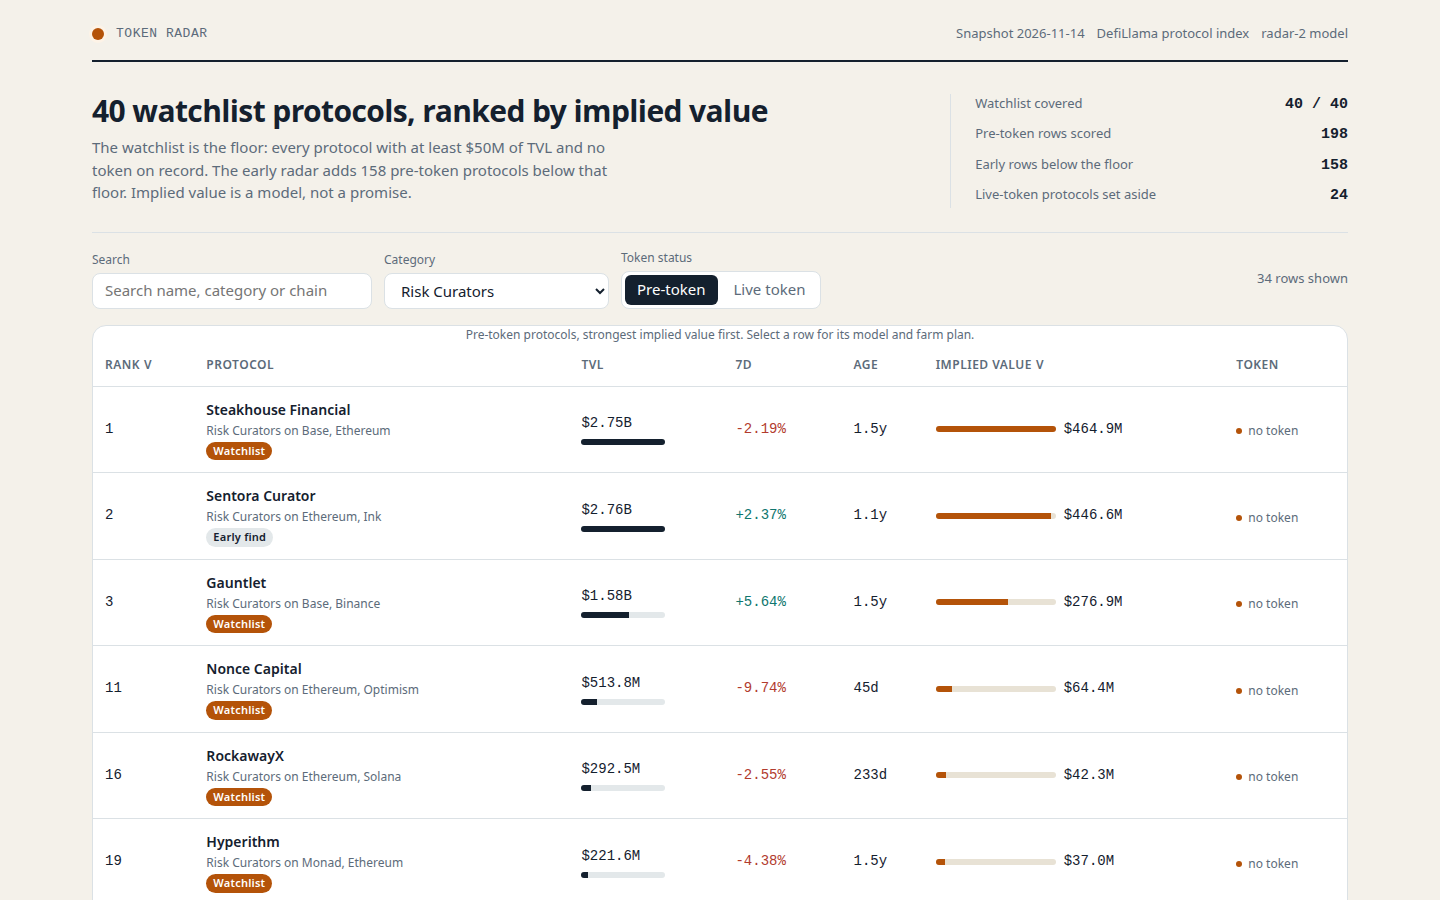 TOKEN RADAR
Snapshot 2026-11-14 DefiLlama protocol index radar-2 model
40 watchlist protocols, ranked by implied value
The watchlist is the floor: every protocol with at least $50M of TVL and no
token on record. The early radar adds 158 pre-token protocols below that
floor. Implied value is a model, not a promise.
Watchlist covered 40 / 40
Pre-token rows scored 198
Early rows below the floor 158
Live-token protocols set aside 24
Search
Search name, category or chain
Category
Risk Curators
Token status
Pre-token Live token
34 rows shown
Pre-token protocols, strongest implied value first. Select a row for its model and farm plan.
RANK V PROTOCOL TVL 7D AGE IMPLIED VALUE V TOKEN
1 Steakhouse Financial $2.75B -2.19% 1.5y $464.9M no token
Risk Curators on Base, Ethereum
Watchlist
2 Sentora Curator $2.76B +2.37% 1.1y $446.6M no token
Risk Curators on Ethereum, Ink
Early find
3 Gauntlet $1.58B +5.64% 1.5y $276.9M no token
Risk Curators on Base, Binance
Watchlist
11 Nonce Capital $513.8M -9.74% 45d $64.4M no token
Risk Curators on Ethereum, Optimism
Watchlist
16 RockawayX $292.5M -2.55% 233d $42.3M no token
Risk Curators on Ethereum, Solana
Watchlist
19 Hyperithm $221.6M -4.38% 1.5y $37.0M no token
Risk Curators on Monad, Ethereum
Watchlist